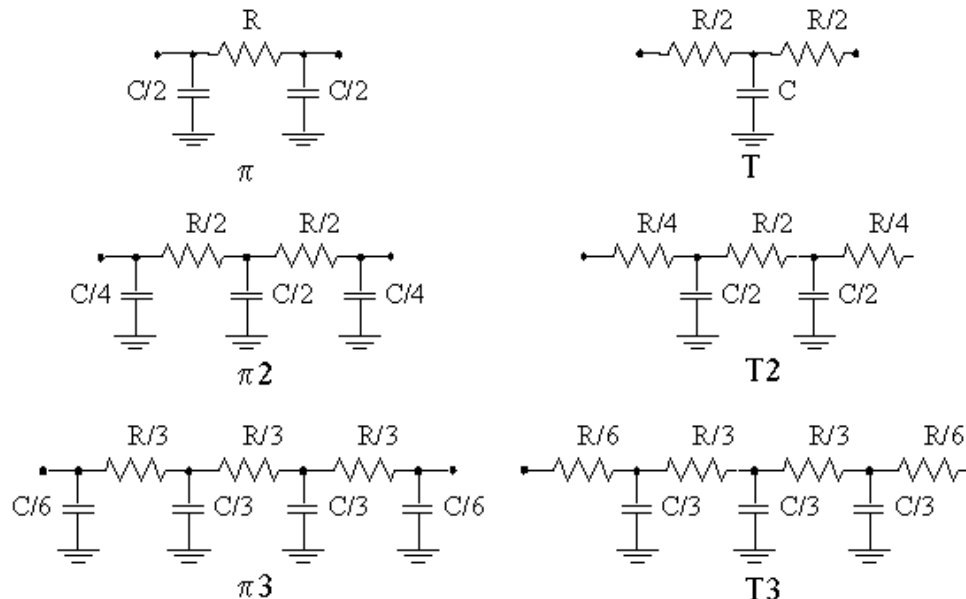 R
R/2 R/2
C/2 C/2
C
π
T
R/2 R/2
R/4 R/2 R/4
C/4 C/2 C/4
C/2 C/2
π2
T2
R/3 R/3 R/3
R/6 R/3 R/3 R/6
C/6 C/3 C/3 C/6
C/3 C/3 C/3
π3
T3